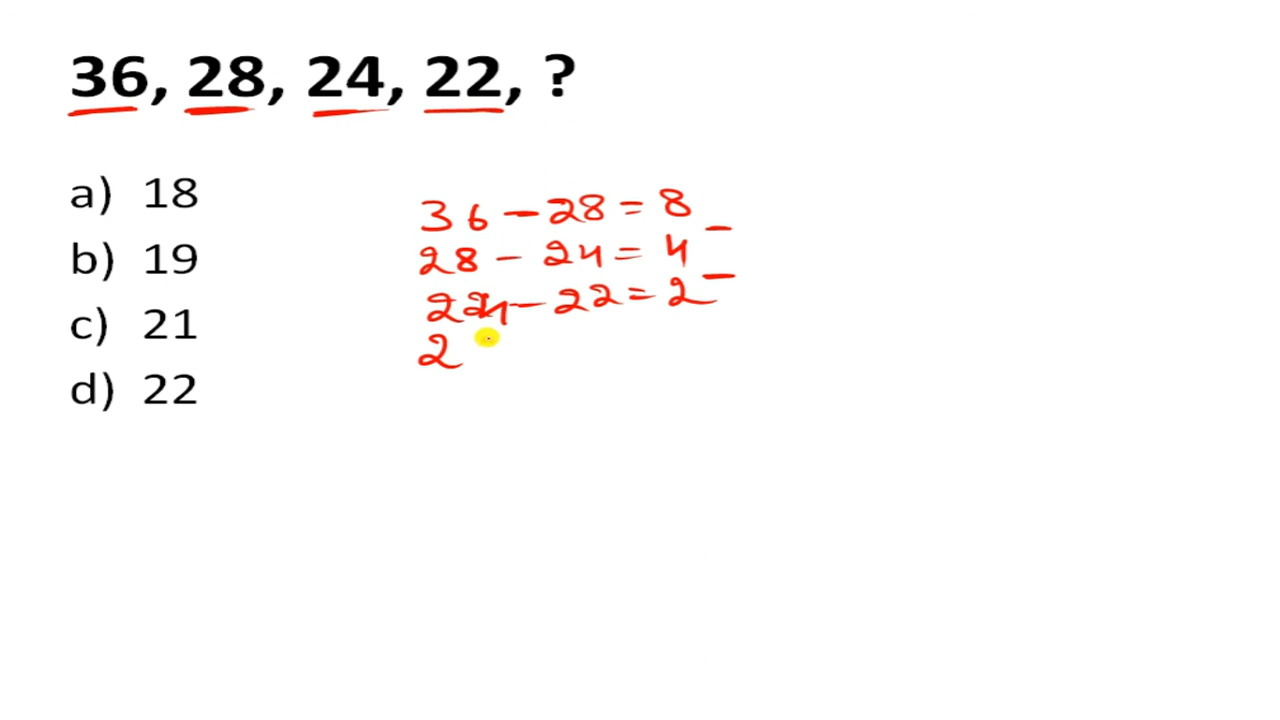 36, 28, 24, 22, ?
a) 18
b) 19
c) 21
d) 22
36 - 28 = 8
28 - 24 = 4
24 - 22 = 2
2